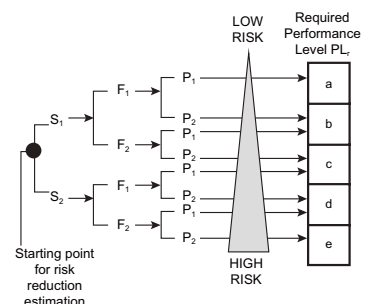 LOW
RISK
Required
Performance
Level PLr
S1
F1
P1
a
P2
b
F2
P1
P2
c
S2
F1
P1
P2
d
F2
P1
P2
e
HIGH
RISK
Starting point
for risk
reduction
estimation